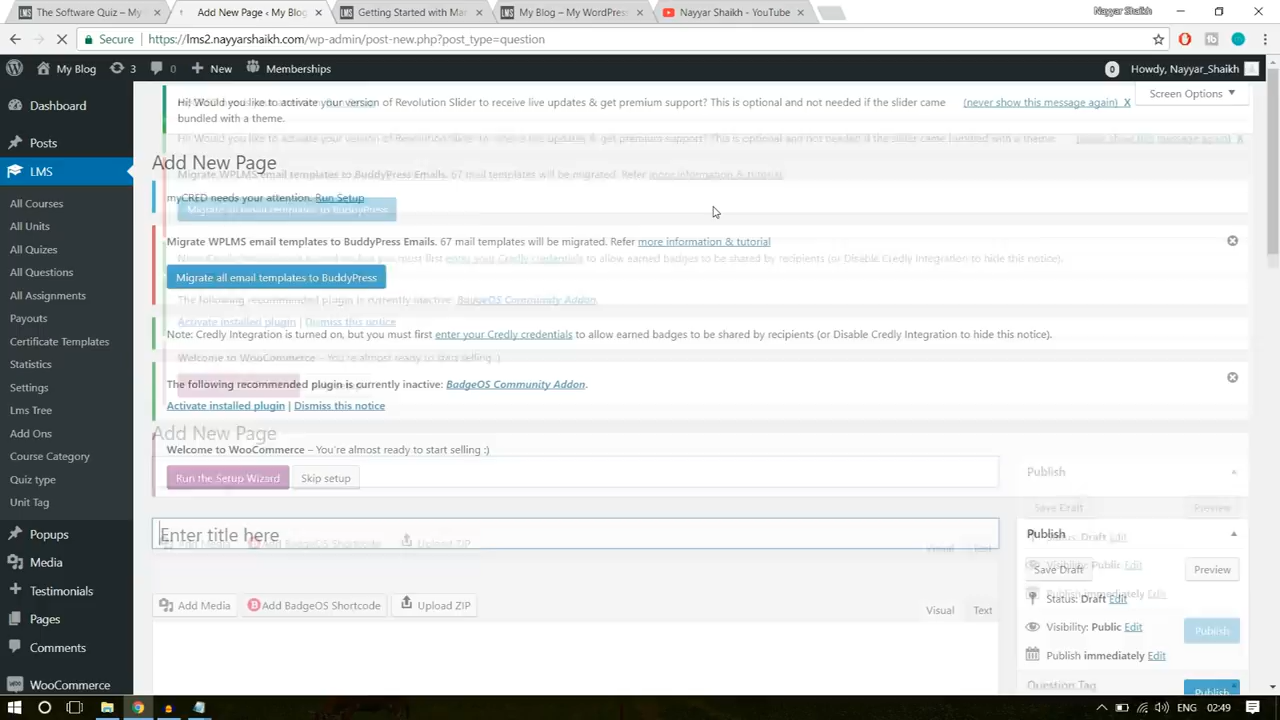 The Software Quiz – My
Add New Page ‹ My Blog
Getting Started with Mar
My Blog – My WordPress
Nayyar Shaikh - YouTube
Nayyar Shaikh
Secure
https://lms2.nayyarshaikh.com/wp-admin/post-new.php?post_type=question
My Blog
3
0
New
Memberships
0
Howdy, Nayyar_Shaikh
Dashboard
Posts
LMS
All Courses
All Units
All Quizes
All Questions
All Assignments
Payouts
Certificate Templates
Statistics
Settings
Lms Tree
Add Ons
Course Category
Quiz type
Unit Tag
Popups
Media
Testimonials
Pages
Comments
WooCommerce
Screen Options
Hi! Would you like to activate your version of Revolution Slider to receive live updates & get premium support? This is optional and not needed if the slider came
bundled with a theme.
(never show this message again) X
Add New Page
myCRED needs your attention. Run Setup
Migrate WPLMS email templates to BuddyPress Emails. 67 mail templates will be migrated. Refer more information & tutorial
Migrate all email templates to BuddyPress
Note: Credly Integration is turned on, but you must first enter your Credly credentials to allow earned badges to be shared by recipients (or Disable Credly Integration to hide this notice).
The following recommended plugin is currently inactive: BadgeOS Community Addon.
Activate installed plugin | Dismiss this notice
Add New Page
Welcome to WooCommerce – You're almost ready to start selling :)
Run the Setup Wizard
Skip setup
Enter title here
Add Media
Add BadgeOS Shortcode
Upload ZIP
Visual
Text
Publish
Save Draft
Preview
Publish
Save Draft
Preview
Status: Draft Edit
Visibility: Public Edit
Publish
Publish immediately Edit
Question Tag
Publish
ENG
02:49